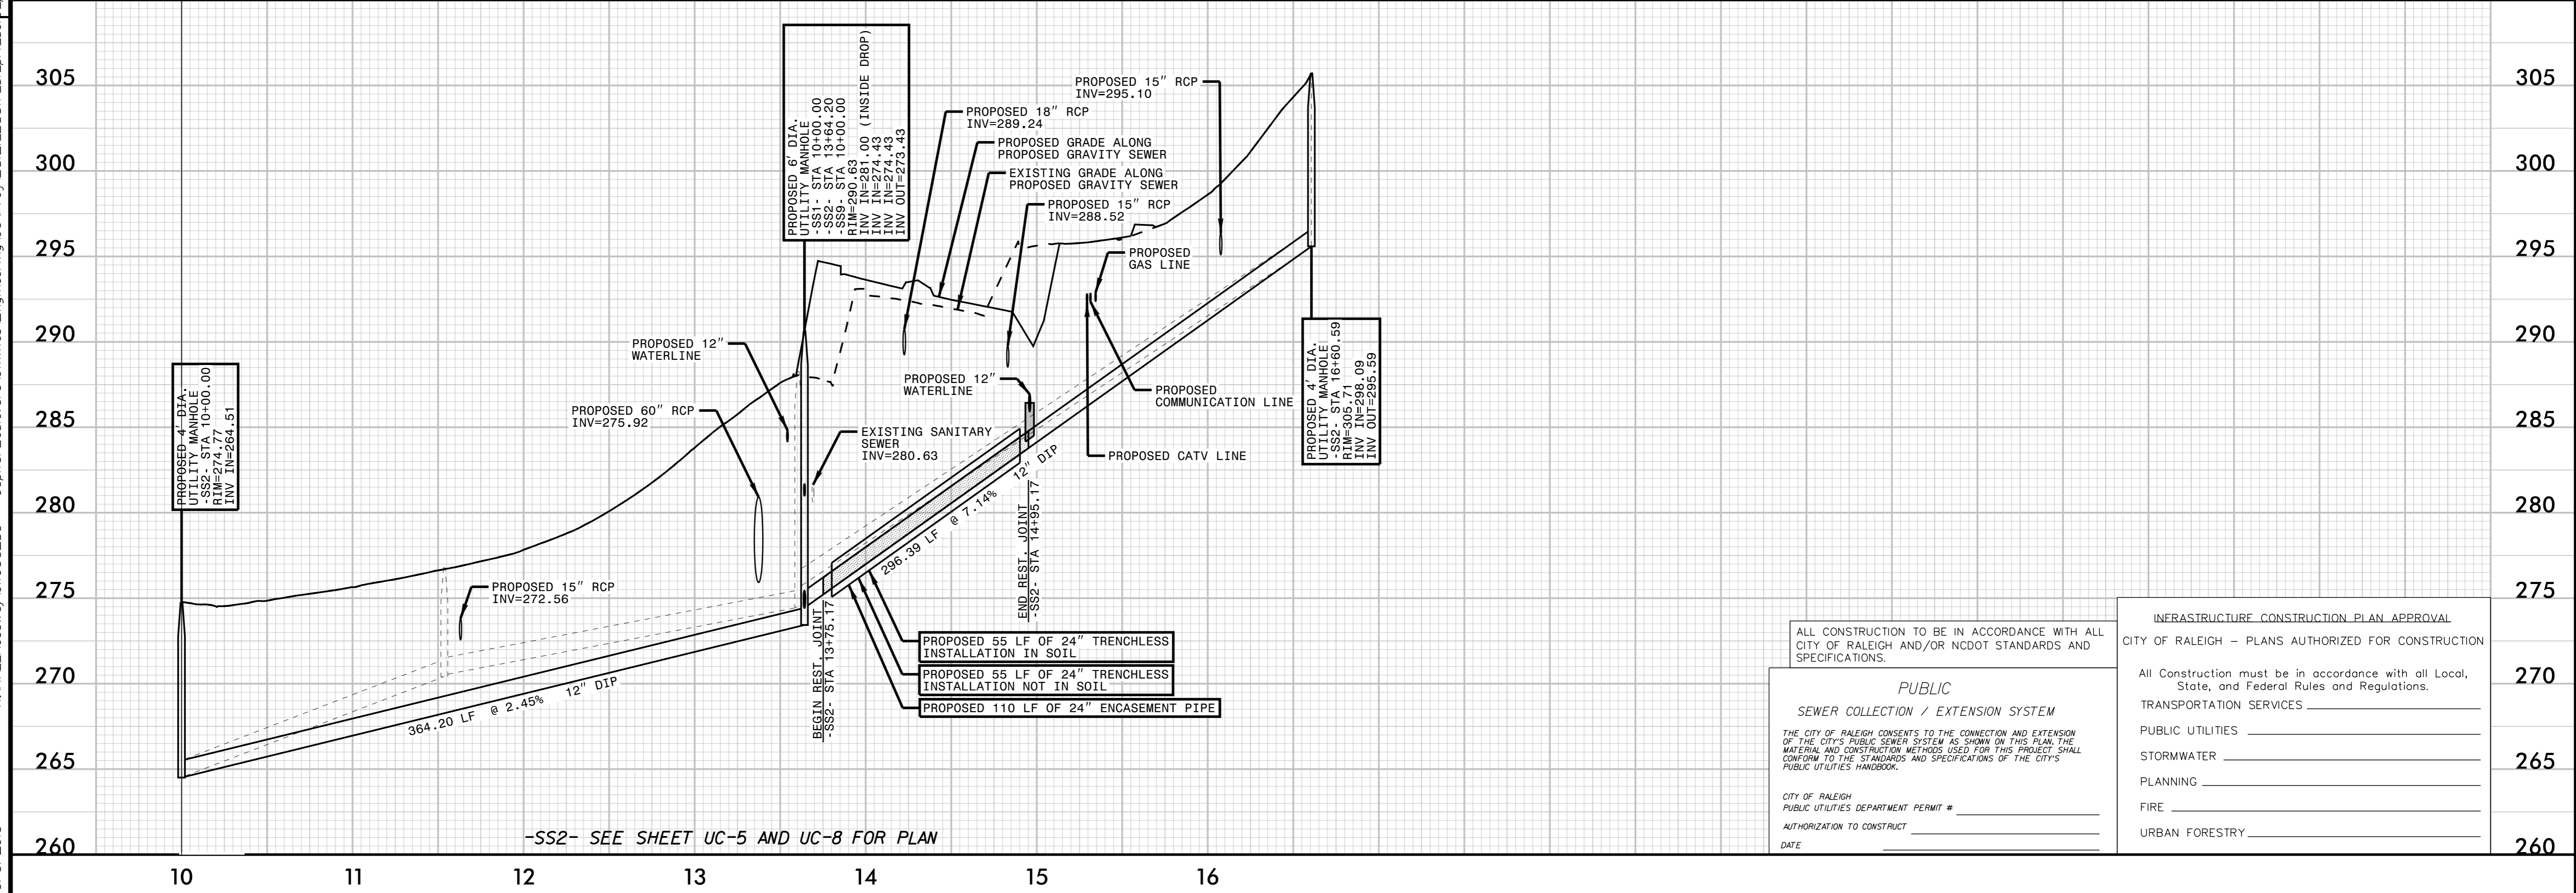 305
300
295
290
285
280
275
270
265
260
10
11
12
13
14
15
16
305
300
295
290
285
280
275
270
265
260
PROPOSED 4' DIA.
UTILITY MANHOLE
-SS2- STA 10+00.00
RIM=274.77
INV IN=264.51
PROPOSED 6' DIA.
UTILITY MANHOLE
-SS1- STA 10+00.00
-SS2- STA 13+64.20
-SS9- STA 10+00.00
RIM=290.63
INV IN=281.00 (INSIDE DROP)
INV IN=274.43
INV IN=274.43
INV OUT=273.43
PROPOSED 15" RCP
INV=295.10
PROPOSED 18" RCP
INV=289.24
PROPOSED GRADE ALONG
PROPOSED GRAVITY SEWER
EXISTING GRADE ALONG
PROPOSED GRAVITY SEWER
PROPOSED 15" RCP
INV=288.52
PROPOSED
GAS LINE
PROPOSED 12"
WATERLINE
PROPOSED 12"
WATERLINE
PROPOSED 60" RCP
INV=275.92
EXISTING SANITARY
SEWER
INV=280.63
PROPOSED
COMMUNICATION LINE
PROPOSED CATV LINE
PROPOSED 4' DIA.
UTILITY MANHOLE
-SS2- STA 16+60.59
RIM=305.71
INV IN=298.09
INV OUT=295.59
PROPOSED 15" RCP
INV=272.56
364.20 LF @ 2.45% 12" DIP
296.39 LF @ 7.14% 12" DIP
BEGIN REST. JOINT
-SS2- STA 13+75.17
END REST. JOINT
-SS2- STA 14+95.17
PROPOSED 55 LF OF 24" TRENCHLESS
INSTALLATION IN SOIL
PROPOSED 55 LF OF 24" TRENCHLESS
INSTALLATION NOT IN SOIL
PROPOSED 110 LF OF 24" ENCASEMENT PIPE
-SS2- SEE SHEET UC-5 AND UC-8 FOR PLAN
ALL CONSTRUCTION TO BE IN ACCORDANCE WITH ALL
CITY OF RALEIGH AND/OR NCDOT STANDARDS AND
SPECIFICATIONS.
PUBLIC
SEWER COLLECTION / EXTENSION SYSTEM
THE CITY OF RALEIGH CONSENTS TO THE CONNECTION AND EXTENSION
OF THE CITY'S PUBLIC SEWER SYSTEM AS SHOWN ON THIS PLAN. THE
MATERIAL AND CONSTRUCTION METHODS USED FOR THIS PROJECT SHALL
CONFORM TO THE STANDARDS AND SPECIFICATIONS OF THE CITY'S
PUBLIC UTILITIES HANDBOOK.
CITY OF RALEIGH
PUBLIC UTILITIES DEPARTMENT PERMIT #
AUTHORIZATION TO CONSTRUCT
DATE
INFRASTRUCTURE CONSTRUCTION PLAN APPROVAL
CITY OF RALEIGH – PLANS AUTHORIZED FOR CONSTRUCTION
All Construction must be in accordance with all Local,
State, and Federal Rules and Regulations.
TRANSPORTATION SERVICES
PUBLIC UTILITIES
STORMWATER
PLANNING
FIRE
URBAN FORESTRY